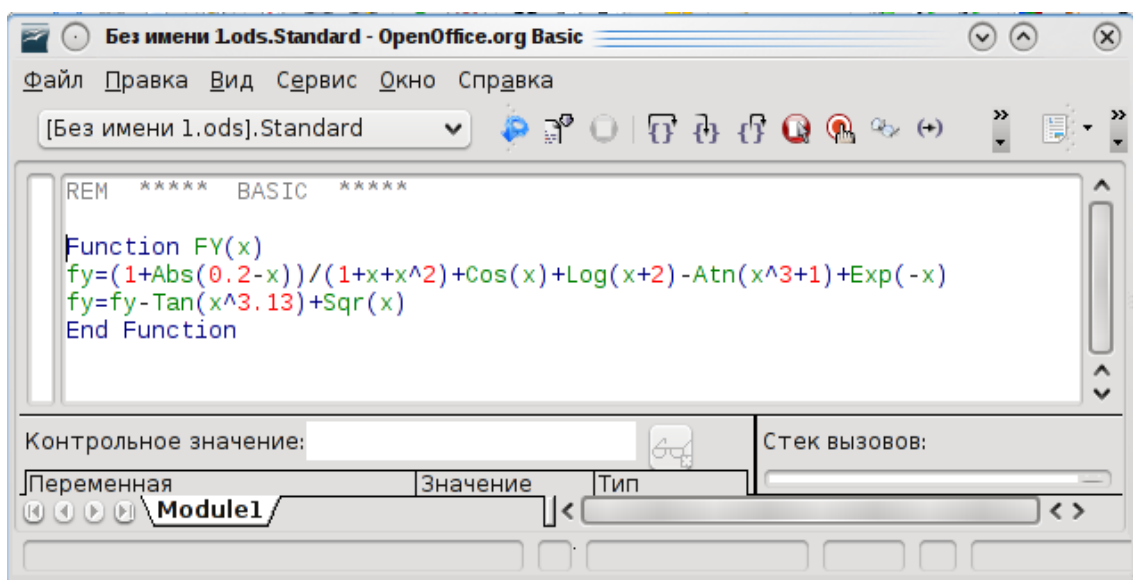 Без имени 1.ods.Standard - OpenOffice.org Basic
Файл Правка Вид Сервис Окно Справка
[Без имени 1.ods].Standard
REM ***** BASIC *****
Function FY(x)
fy=(1+Abs(0.2-x))/(1+x+x^2)+Cos(x)+Log(x+2)-Atn(x^3+1)+Exp(-x)
fy=fy-Tan(x^3.13)+Sqr(x)
End Function
Контрольное значение:
Стек вызовов:
Переменная Значение Тип
Module1